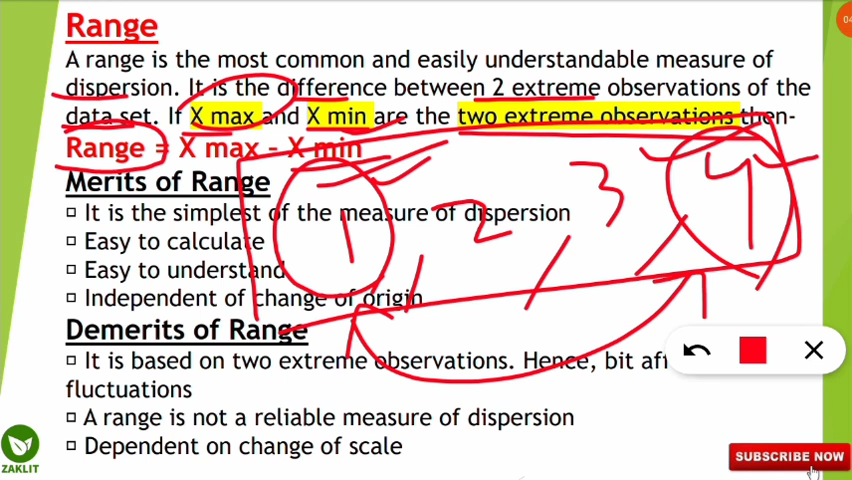 Range
A range is the most common and easily understandable measure of
dispersion. It is the difference between 2 extreme observations of the
data set. If X max and X min are the two extreme observations then-
Range = X max – X min
Merits of Range
It is the simplest of the measure of dispersion
Easy to calculate
Easy to understand
Independent of change of origin
1, 2, 3, 4
Demerits of Range
It is based on two extreme observations. Hence, bit aff
fluctuations
A range is not a reliable measure of dispersion
Dependent on change of scale
ZAKLIT
SUBSCRIBE NOW
04